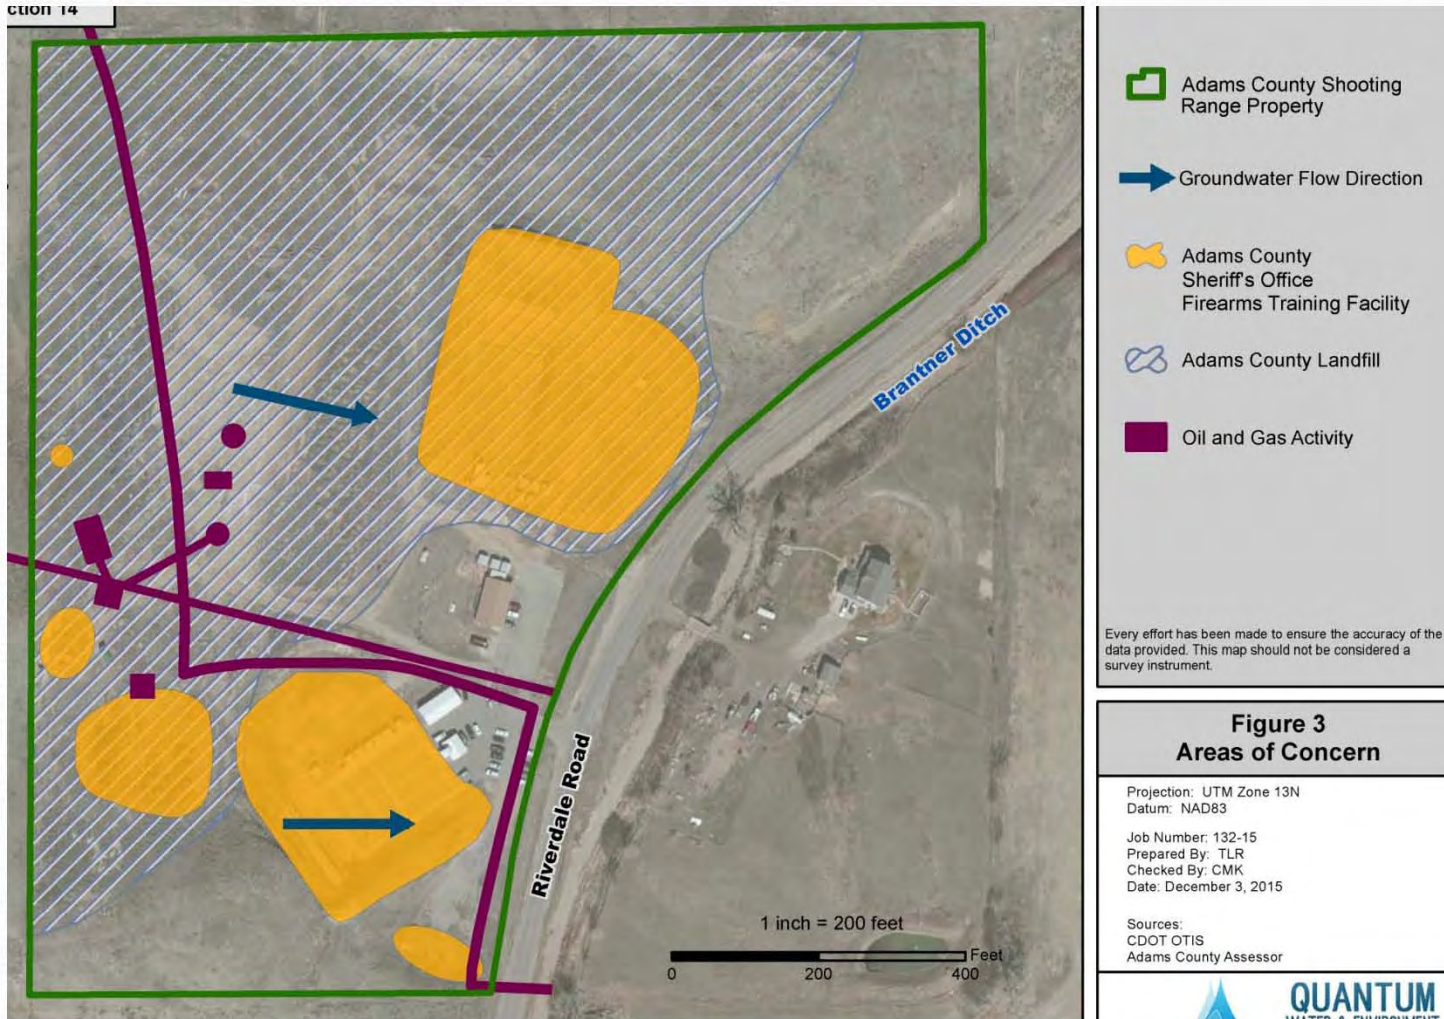 ction 14
Adams County Shooting
Range Property
Groundwater Flow Direction
Adams County
Sheriff's Office
Firearms Training Facility
Adams County Landfill
Oil and Gas Activity
Every effort has been made to ensure the accuracy of the
data provided. This map should not be considered a
survey instrument.
Figure 3
Areas of Concern
Projection: UTM Zone 13N
Datum: NAD83
Job Number: 132-15
Prepared By: TLR
Checked By: CMK
Date: December 3, 2015
Sources:
CDOT OTIS
Adams County Assessor
QUANTUM
WATER & ENVIRONMENT
Brantner Ditch
Riverdale Road
1 inch = 200 feet
Feet
0 200 400